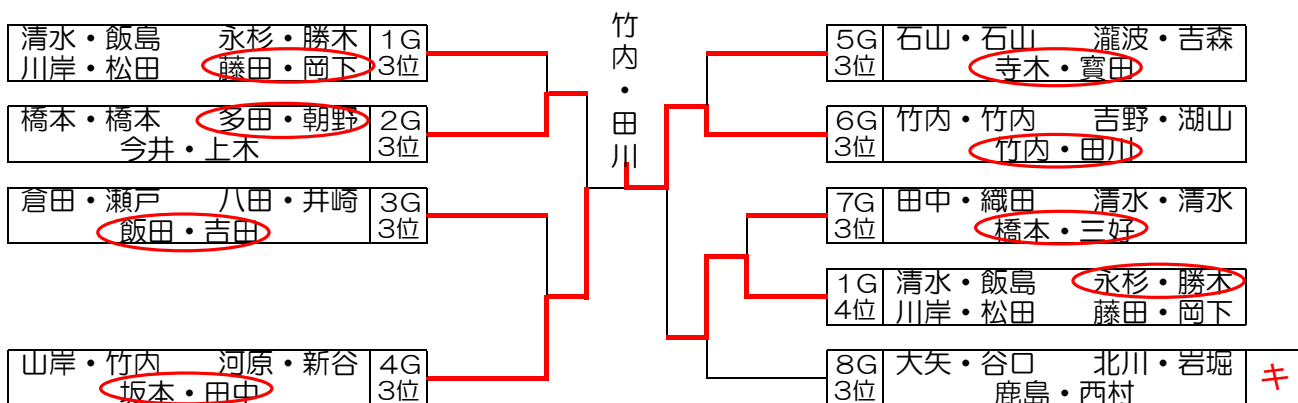 清水・飯島 永杉・勝木 1G
川岸・松田 藤田・岡下 3位
橋本・橋本 多田・朝野 2G
今井・上木 3位
倉田・瀬戸 八田・井崎 3G
飯田・吉田 3位
山岸・竹内 河原・新谷 4G
坂本・田中 3位
竹内・田川
5G 石山・石山 瀧波・吉森
3位 寺木・寳田
6G 竹内・竹内 吉野・湖山
3位 竹内・田川
7G 田中・織田 清水・清水
3位 橋本・三好
1G 清水・飯島 永杉・勝木
4位 川岸・松田 藤田・岡下
8G 大矢・谷口 北川・岩堀 キ
3位 鹿島・西村